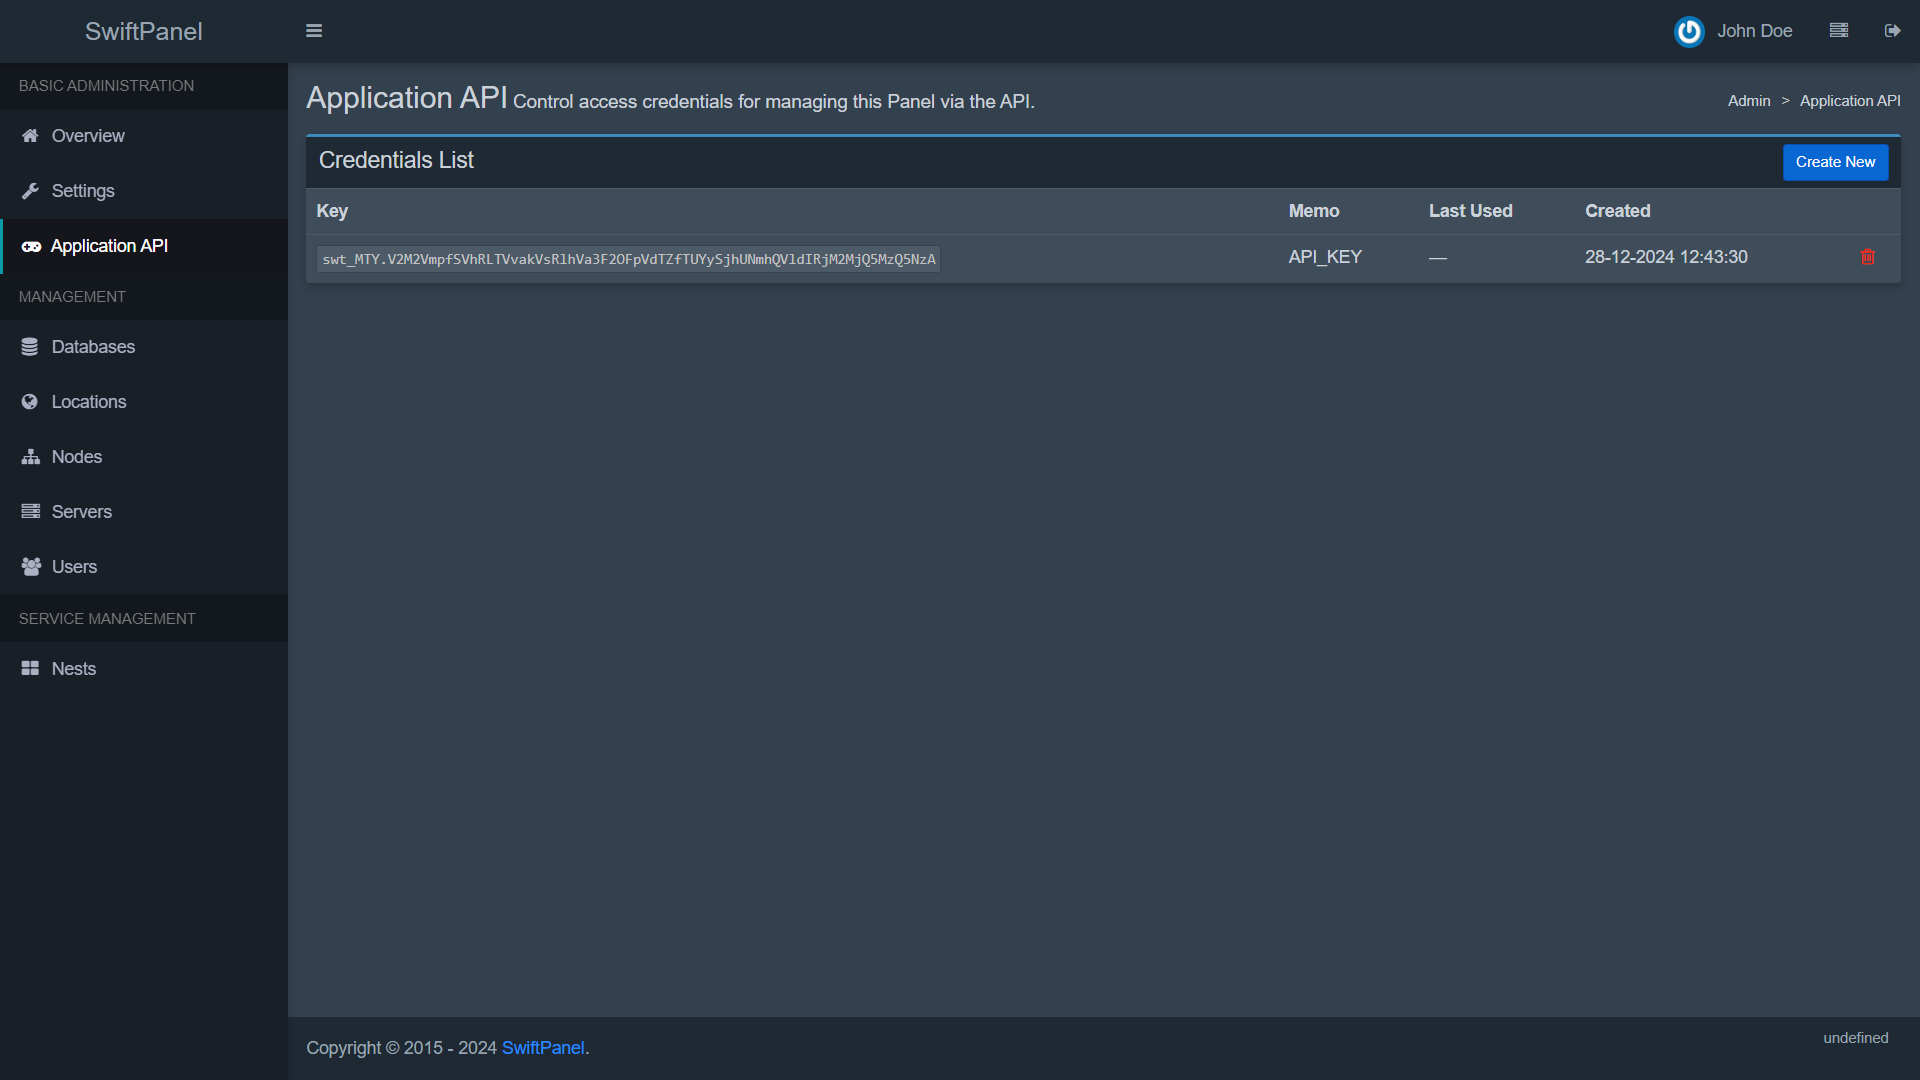 SwiftPanel
John Doe
BASIC ADMINISTRATION
Overview
Settings
Application API
MANAGEMENT
Databases
Locations
Nodes
Servers
Users
SERVICE MANAGEMENT
Nests
Application API Control access credentials for managing this Panel via the API.
Admin > Application API
Credentials List
Create New
Key Memo Last Used Created
swt_MTY.V2M2VmpfSVhRLTVvakVsRlhVa3F2OFpVdTZfTUYySjhUNmhQVldIRjM2MjQ5MzQ5NzA API_KEY — 28-12-2024 12:43:30
Copyright © 2015 - 2024 SwiftPanel.
undefined